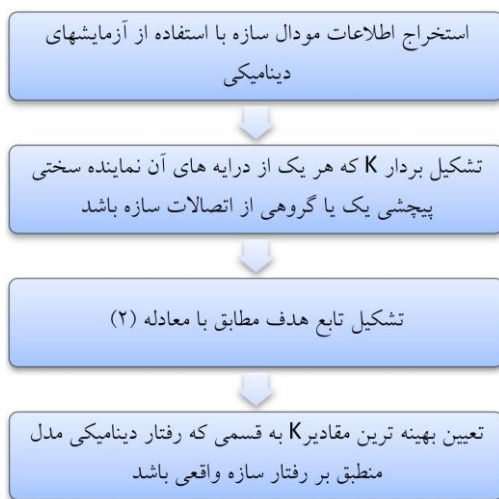 استخراج اطلاعات مودال سازه با استفاده از آزمایشهای
دینامیکی
تشکیل بردار K که هر یک از درایه های آن نماینده سختی
پیچشی یک یا گروهی از اتصالات سازه باشد
تشکیل تابع هدف مطابق با معادله (۲)
تعیین بهینه ترین مقادیرK به قسمی که رفتار دینامیکی مدل
منطبق بر رفتار سازه واقعی باشد